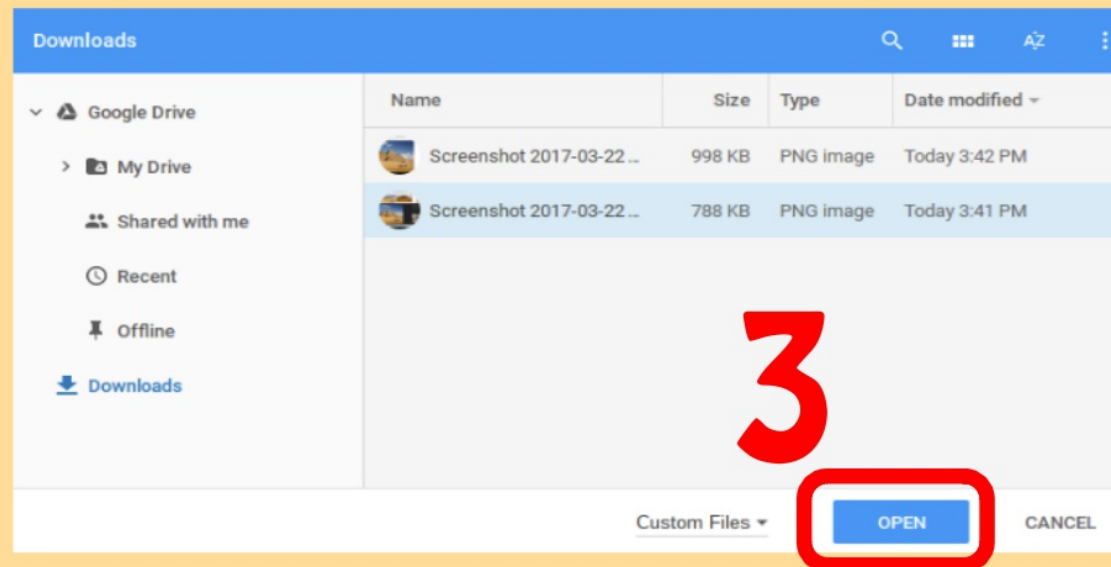 Downloads
Google Drive
My Drive
Shared with me
Recent
Offline
Downloads
Name Size Type Date modified
Screenshot 2017-03-22 ... 998 KB PNG image Today 3:42 PM
Screenshot 2017-03-22 ... 788 KB PNG image Today 3:41 PM
3
Custom Files OPEN CANCEL